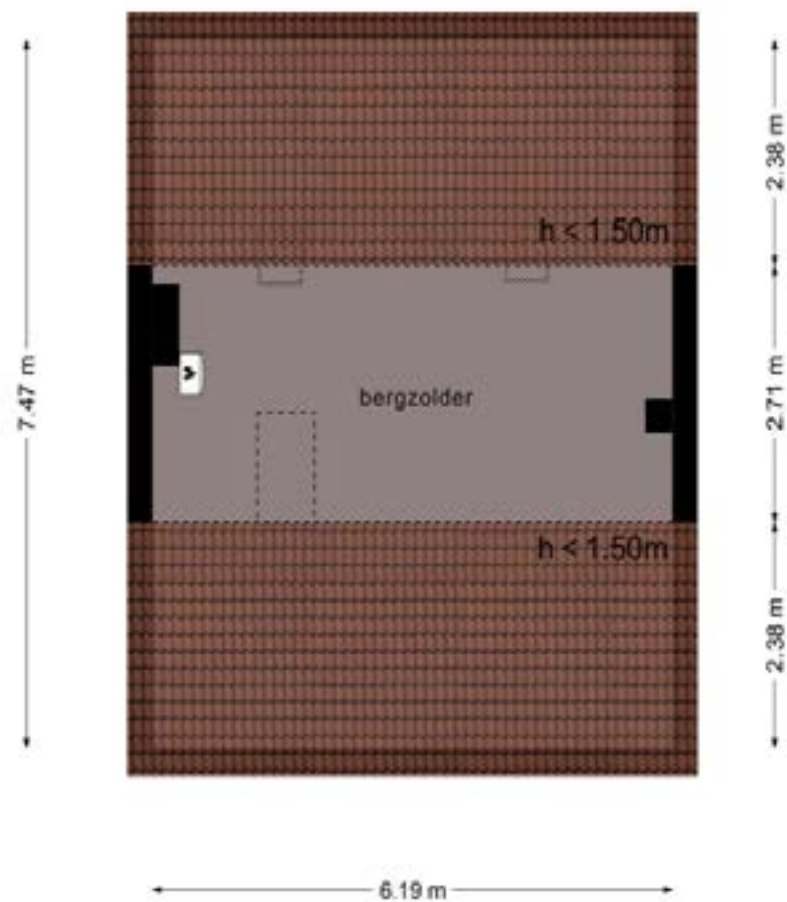 2.38 m
h < 1.50m
7.47 m
bergzolder
2.71 m
h < 1.50m
2.38 m
6.19 m